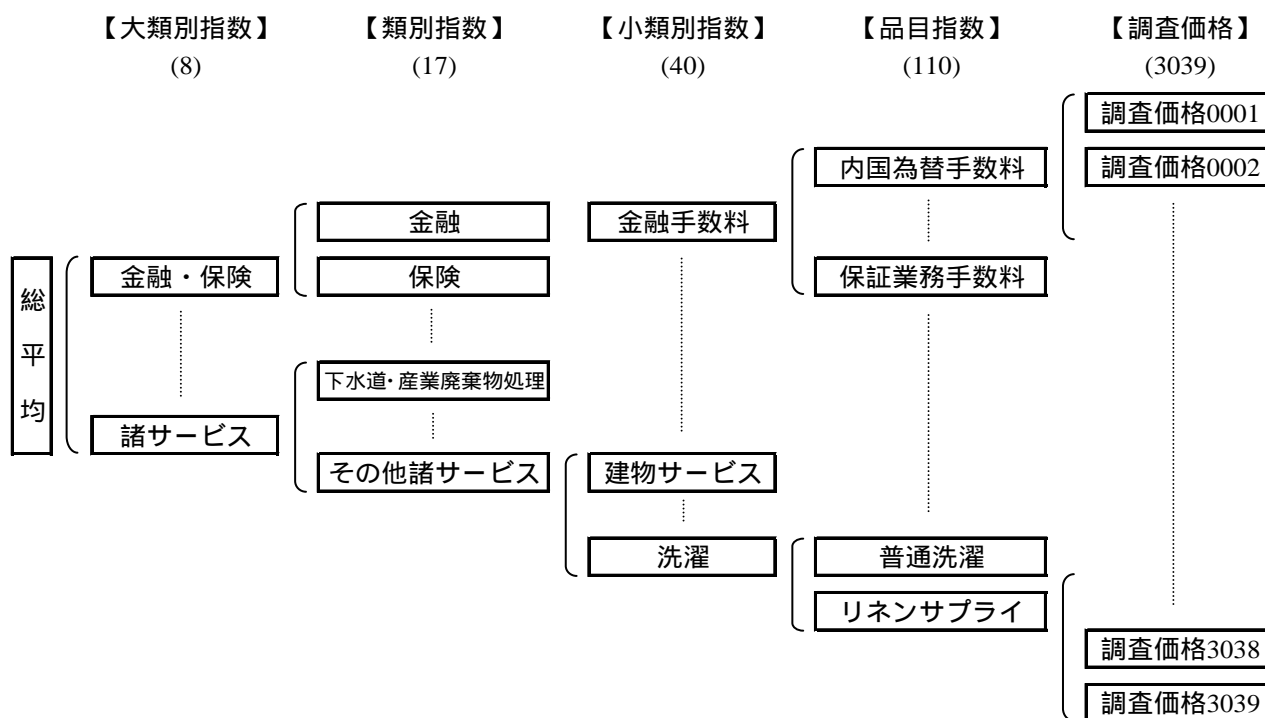 【大類別指数】 【類別指数】 【小類別指数】 【品目指数】 【調査価格】
(8) (17) (40) (110) (3039)
調査価格0001
内国為替手数料 調査価格0002
金融 金融手数料
総平均 金融・保険 保険 保証業務手数料
下水道・産業廃棄物処理
諸サービス
その他諸サービス 建物サービス
洗濯 普通洗濯
リネンサプライ
調査価格3038
調査価格3039